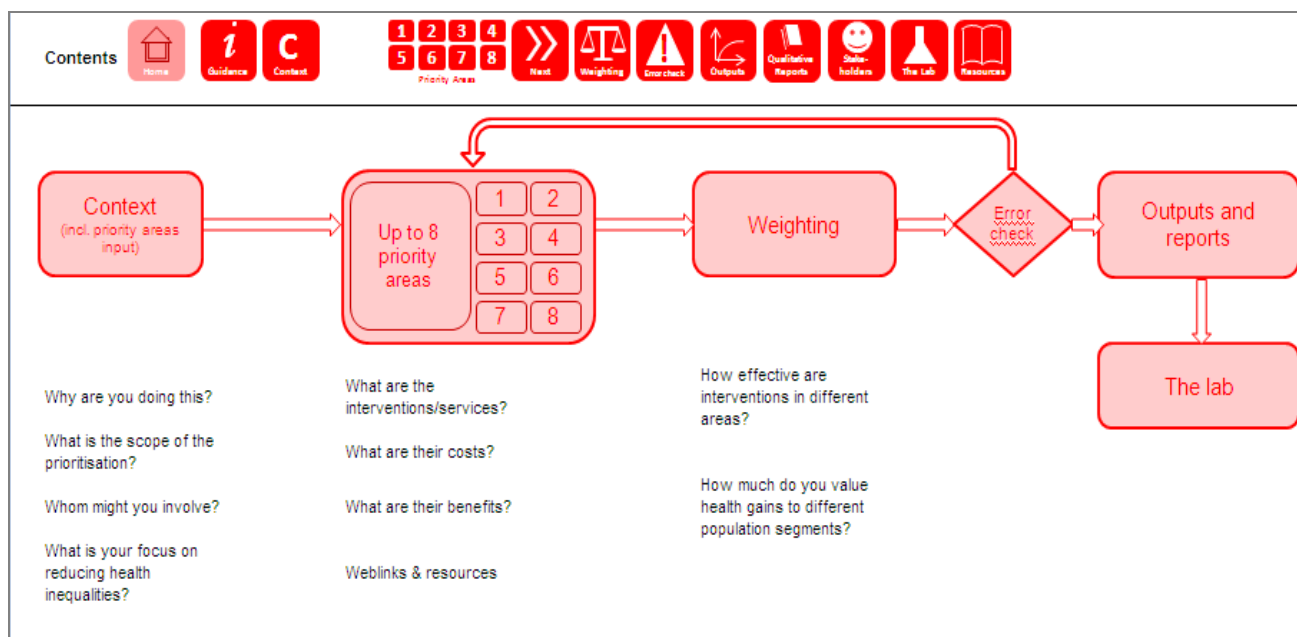 Contents
Home
i
Guidance
C
Context
1 2 3 4
5 6 7 8
Priority Areas
Next
Weighting
Error check
Outputs
Qualitative
Reports
Stake-
holders
The Lab
Resources
Context
(incl. priority areas
input)
Up to 8
priority
areas
1 2
3 4
5 6
7 8
Weighting
Error
check
Outputs and
reports
The lab
Why are you doing this?
What is the scope of the
prioritisation?
Whom might you involve?
What is your focus on
reducing health
inequalities?
What are the
interventions/services?
What are their costs?
What are their benefits?
Weblinks & resources
How effective are
interventions in different
areas?
How much do you value
health gains to different
population segments?